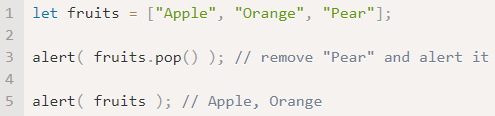 1 let fruits = ["Apple", "Orange", "Pear"];
2
3 alert( fruits.pop() ); // remove "Pear" and alert it
4
5 alert( fruits ); // Apple, Orange